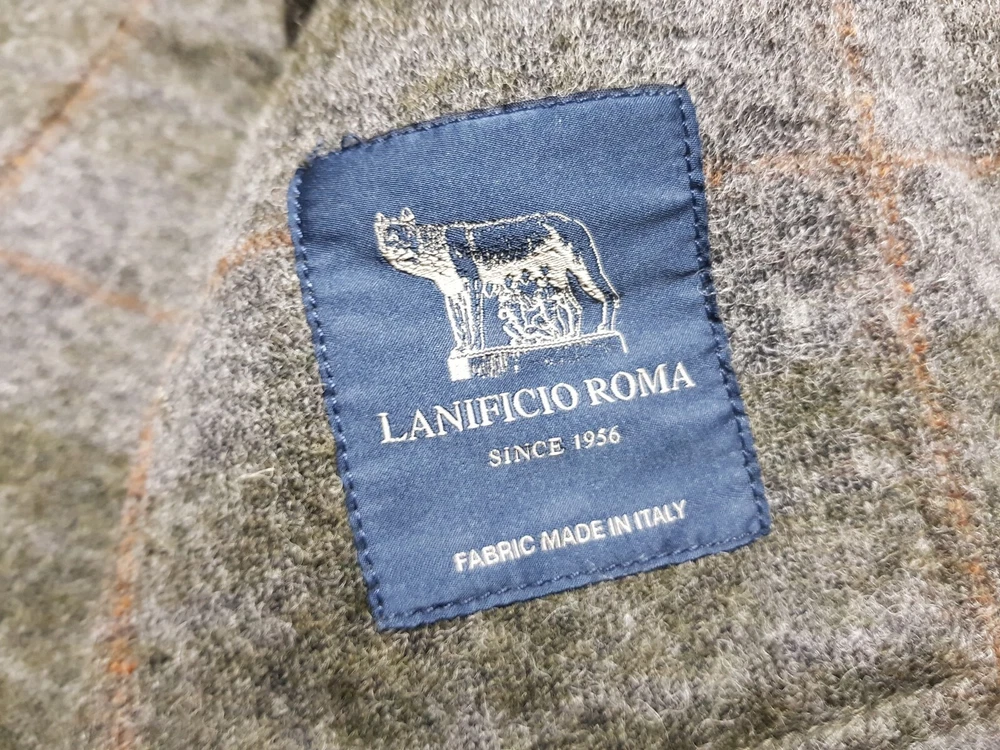 LANIFICIO ROMA
SINCE 1956
FABRIC MADE IN ITALY